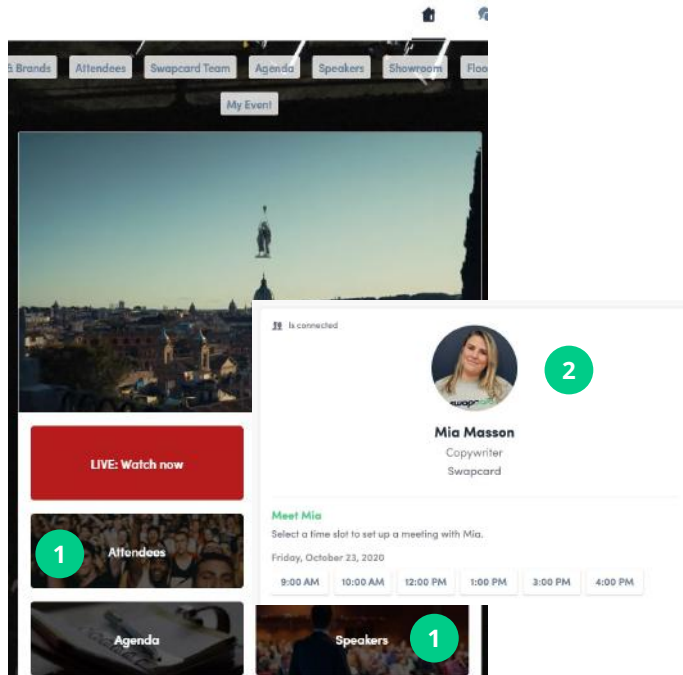 & Brands
Attendees
Swapcard Team
Agenda
Speakers
Showroom
Floo
My Event
Is connected
2
Mia Masson
Copywriter
Swapcard
LIVE: Watch now
Meet Mia
Select a time slot to set up a meeting with Mia.
Friday, October 23, 2020
9:00 AM
10:00 AM
12:00 PM
1:00 PM
3:00 PM
4:00 PM
1
Attendees
Agenda
Speakers
1